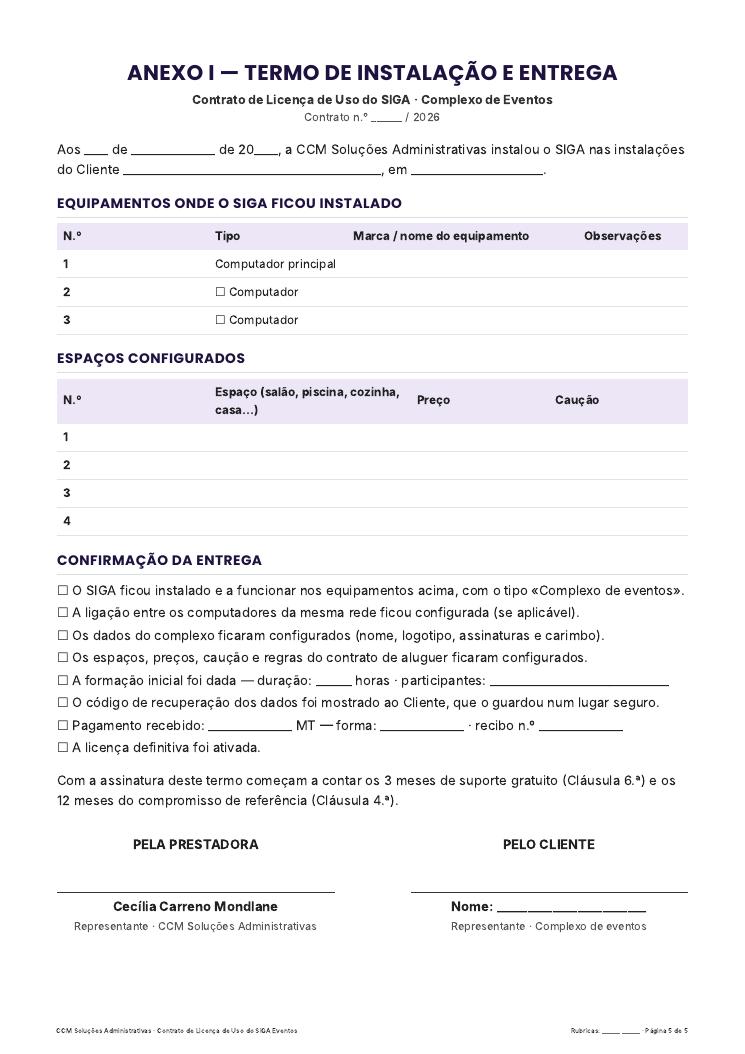 ANEXO I — TERMO DE INSTALAÇÃO E ENTREGA
Contrato de Licença de Uso do SIGA · Complexo de Eventos
Contrato n.º ______ / 2026
Aos ____ de ______________ de 20____, a CCM Soluções Administrativas instalou o SIGA nas instalações
do Cliente ___________________________________________, em ______________________.
EQUIPAMENTOS ONDE O SIGA FICOU INSTALADO
N.º Tipo Marca / nome do equipamento Observações
1 Computador principal
2 ☐ Computador
3 ☐ Computador
ESPAÇOS CONFIGURADOS
N.º Espaço (salão, piscina, cozinha, Preço Caução
casa...)
1
2
3
4
CONFIRMAÇÃO DA ENTREGA
☐ O SIGA ficou instalado e a funcionar nos equipamentos acima, com o tipo «Complexo de eventos».
☐ A ligação entre os computadores da mesma rede ficou configurada (se aplicável).
☐ Os dados do complexo ficaram configurados (nome, logotipo, assinaturas e carimbo).
☐ Os espaços, preços, caução e regras do contrato de aluguer ficaram configurados.
☐ A formação inicial foi dada — duração: ______ horas · participantes: ______________________________
☐ O código de recuperação dos dados foi mostrado ao Cliente, que o guardou num lugar seguro.
☐ Pagamento recebido: ______________ MT — forma: ______________ · recibo n.º ______________
☐ A licença definitiva foi ativada.
Com a assinatura deste termo começam a contar os 3 meses de suporte gratuito (Cláusula 6.ª) e os
12 meses do compromisso de referência (Cláusula 4.ª).
PELA PRESTADORA PELO CLIENTE
Cecília Carreno Mondlane Nome: ______________________
Representante · CCM Soluções Administrativas Representante · Complexo de eventos
CCM Soluções Administrativas · Contrato de Licença de Uso do SIGA Eventos Rubricas: _____ _____ · Página 5 de 5